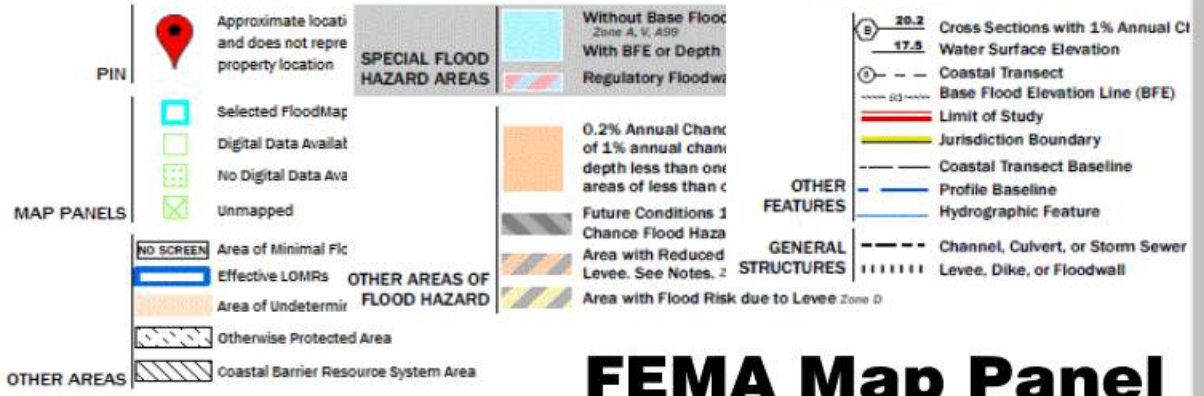 PIN
Approximate locati
and does not repre
property location
MAP PANELS
Selected FloodMap
Digital Data Availat
No Digital Data Ava
Unmapped
OTHER AREAS
NO SCREEN Area of Minimal Flo
Effective LOMRs
Area of Undetermin
Otherwise Protected Area
Coastal Barrier Resource System Area
SPECIAL FLOOD
HAZARD AREAS
Without Base Flood
Zone A, V, A99
With BFE or Depth
Regulatory Floodwa
OTHER AREAS OF
FLOOD HAZARD
0.2% Annual Chanc
of 1% annual chanc
depth less than one
areas of less than o
Future Conditions 1
Chance Flood Haza
Area with Reduced
Levee. See Notes.
Area with Flood Risk due to Levee Zone D
OTHER
FEATURES
B 20.2 Cross Sections with 1% Annual Ch
17.5 Water Surface Elevation
8 Coastal Transect
513 Base Flood Elevation Line (BFE)
Limit of Study
Jurisdiction Boundary
Coastal Transect Baseline
Profile Baseline
Hydrographic Feature
GENERAL
STRUCTURES
Channel, Culvert, or Storm Sewer
Levee, Dike, or Floodwall
FEMA Map Panel